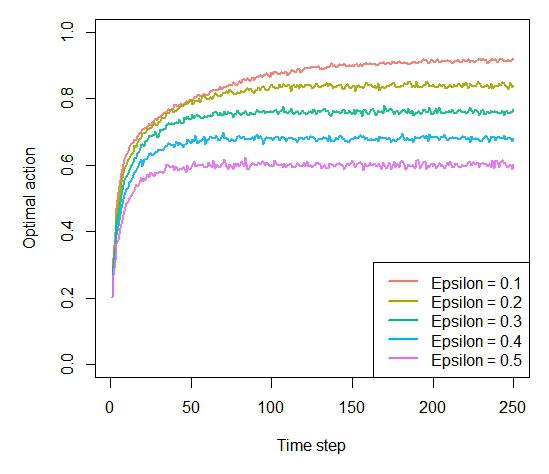 Optimal action
1.0
0.8
0.6
0.4
0.2
0.0
Epsilon = 0.1
Epsilon = 0.2
Epsilon = 0.3
Epsilon = 0.4
Epsilon = 0.5
0 50 100 150 200 250
Time step